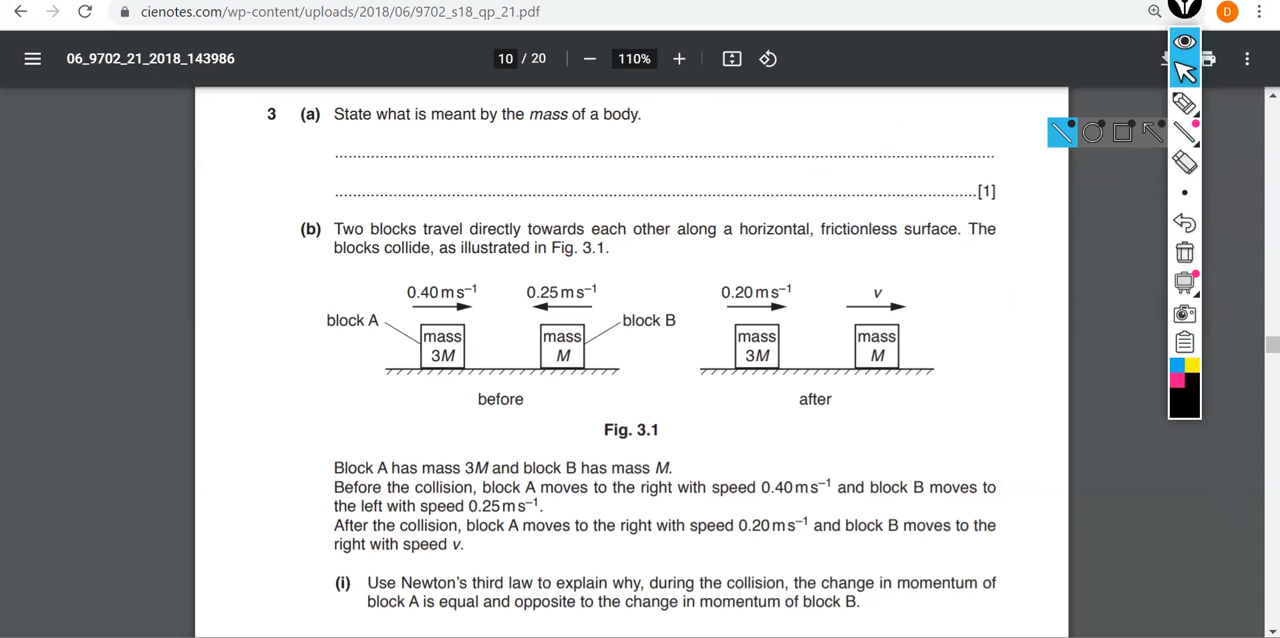 cienotes.com/wp-content/uploads/2018/06/9702_s18_qp_21.pdf
D
06_9702_21_2018_143986
10 / 20
110%
3 (a) State what is meant by the mass of a body.
[1]
(b) Two blocks travel directly towards each other along a horizontal, frictionless surface. The
blocks collide, as illustrated in Fig. 3.1.
0.40 m s⁻¹ 0.25 m s⁻¹ 0.20 m s⁻¹ v
block A block B
mass mass mass mass
3M M 3M M
before after
Fig. 3.1
Block A has mass 3M and block B has mass M.
Before the collision, block A moves to the right with speed 0.40 m s⁻¹ and block B moves to
the left with speed 0.25 m s⁻¹.
After the collision, block A moves to the right with speed 0.20 m s⁻¹ and block B moves to the
right with speed v.
(i) Use Newton's third law to explain why, during the collision, the change in momentum of
block A is equal and opposite to the change in momentum of block B.